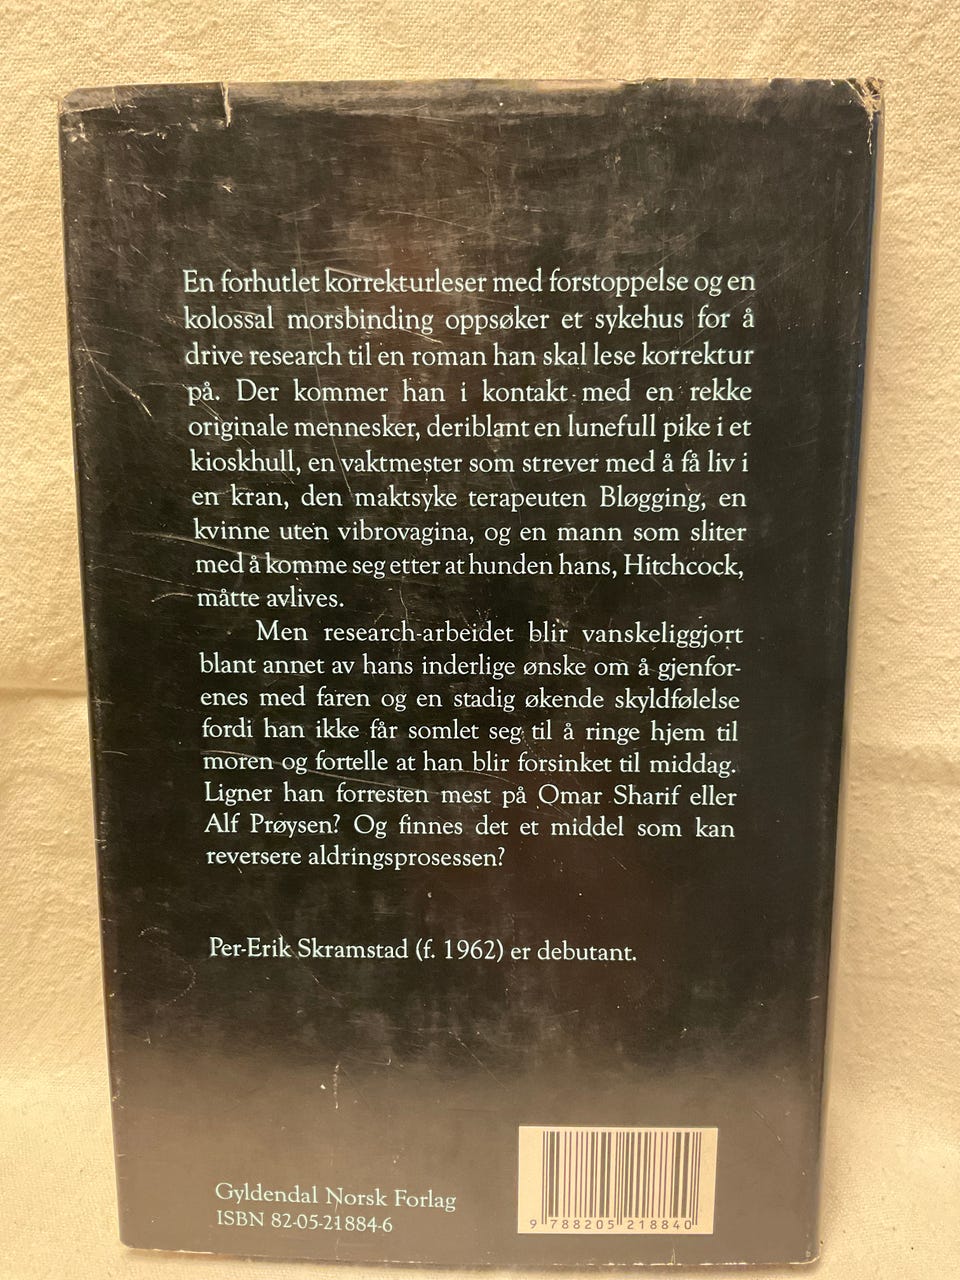 En forhutlet korrekturleser med forstoppelse og en
kolossal morsbinding oppsøker et sykehus for å
drive research til en roman han skal lese korrektur
på. Der kommer han i kontakt med en rekke
originale mennesker, deriblant en lunefull pike i et
kioskhull, en vaktmester som strever med å få liv i
en kran, den maktsyke terapeuten Bløgging, en
kvinne uten vibrovagina, og en mann som sliter
med å komme seg etter at hunden hans, Hitchcock,
måtte avlives.
Men research-arbeidet blir vanskeliggjort
blant annet av hans inderlige ønske om å gjenfor-
enes med faren og en stadig økende skyldfølelse
fordi han ikke får somlet seg til å ringe hjem til
moren og fortelle at han blir forsinket til middag.
Ligner han forresten mest på Omar Sharif eller
Alf Prøysen? Og finnes det et middel som kan
reversere aldringsprosessen?
Per-Erik Skramstad (f. 1962) er debutant.
Gyldendal Norsk Forlag
ISBN 82-05-21884-6
9 788205 218840